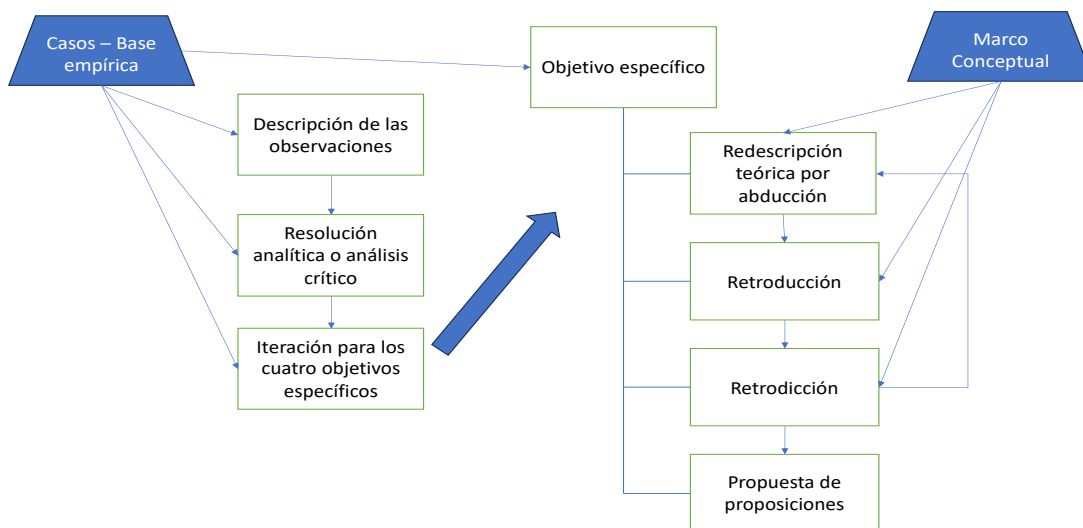 Casos – Base
empírica
Objetivo específico
Marco
Conceptual
Descripción de las
observaciones
Resolución
analítica o análisis
crítico
Iteración para los
cuatro objetivos
específicos
Redescripción
teórica por
abducción
Retroducción
Retrodicción
Propuesta de
proposiciones